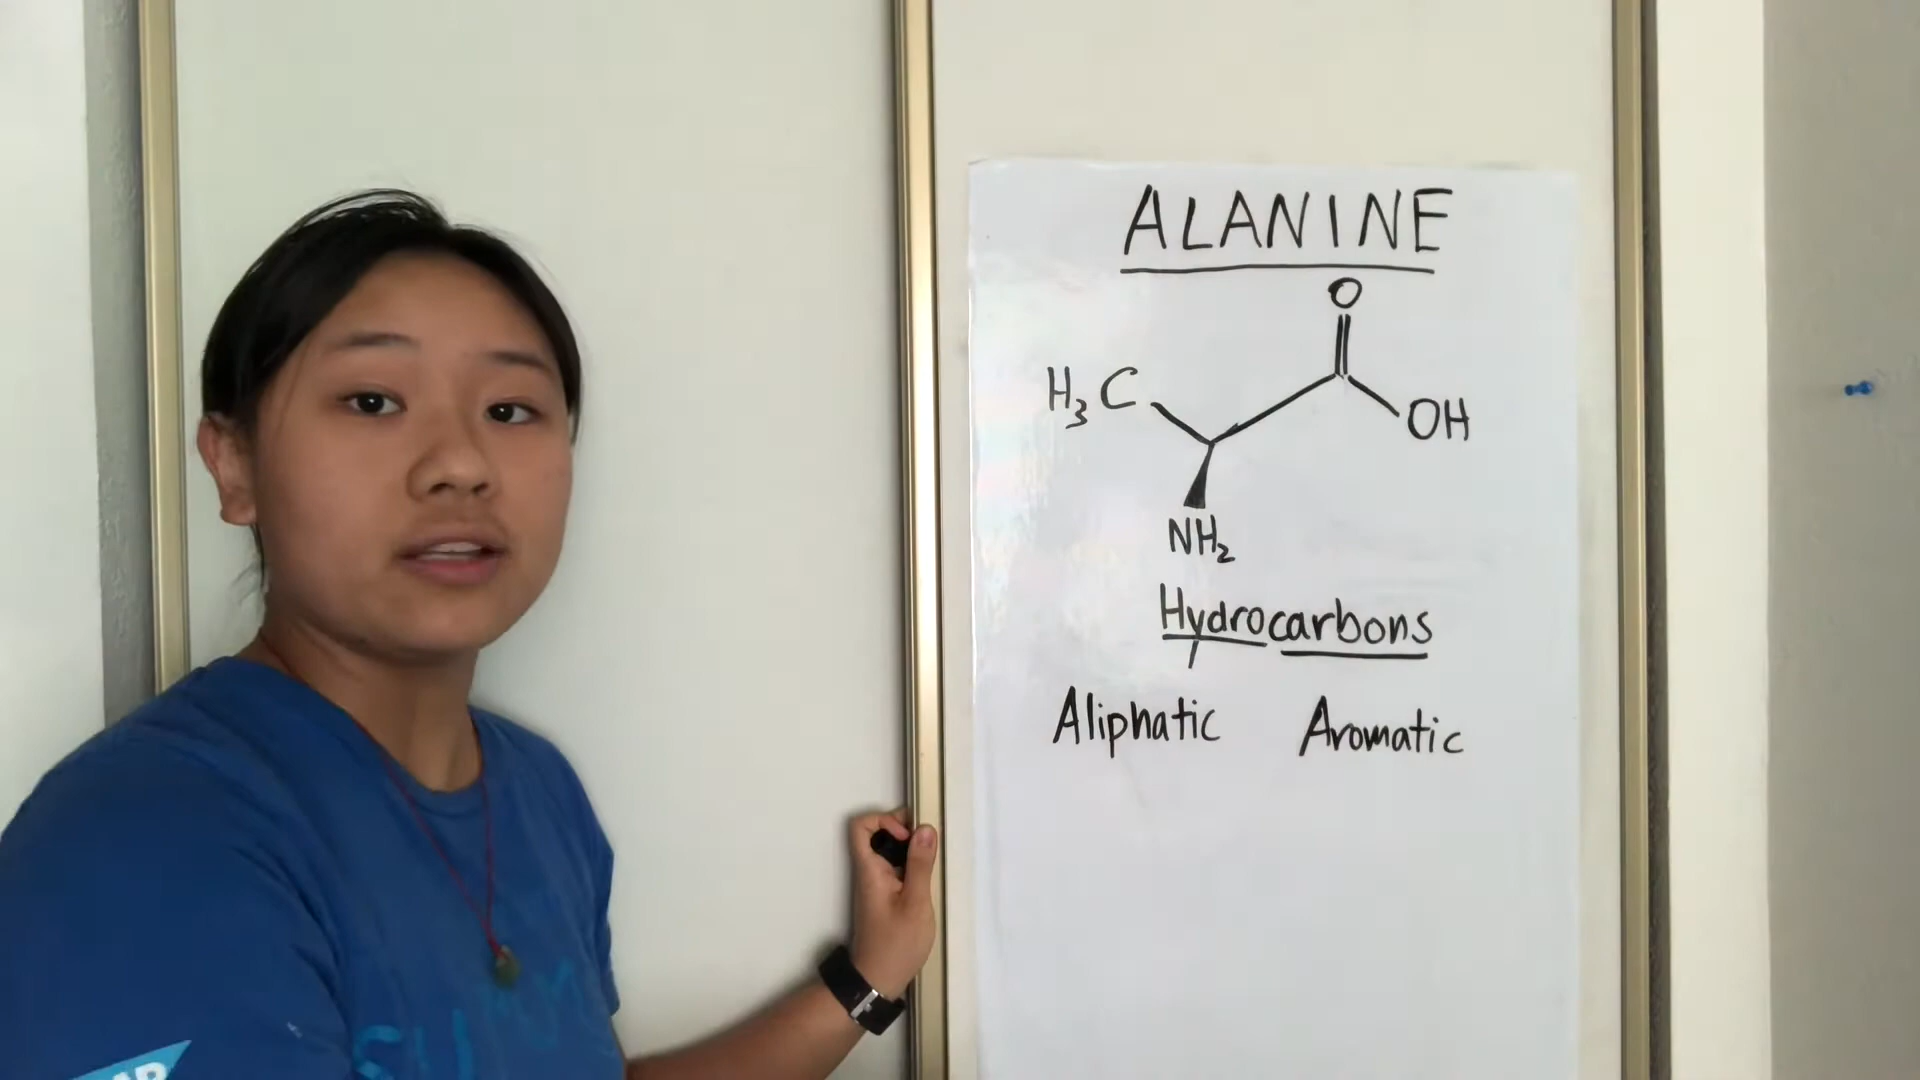 ALANINE
O
H₃C
OH
NH₂
Hydrocarbons
Aliphatic Aromatic